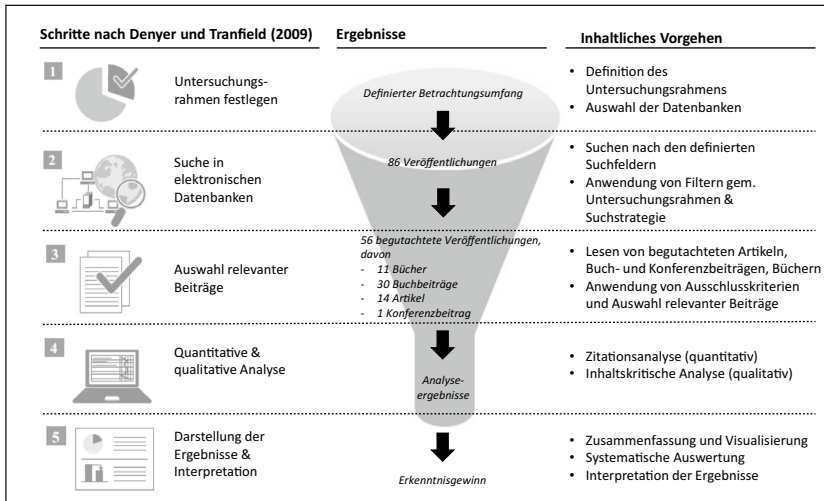 Schritte nach Denyer und Tranfield (2009)
Ergebnisse
Inhaltliches Vorgehen
1
Untersuchungs-
rahmen festlegen
Definierter Betrachtungsumfang
• Definition des
Untersuchungsrahmens
• Auswahl der Datenbanken
2
Suche in
elektronischen
Datenbanken
86 Veröffentlichungen
• Suchen nach den definierten
Suchfeldern
• Anwendung von Filtern gem.
Untersuchungsrahmen &
Suchstrategie
3
Auswahl relevanter
Beiträge
56 begutachtete Veröffentlichungen,
davon
- 11 Bücher
- 30 Buchbeiträge
- 14 Artikel
- 1 Konferenzbeitrag
• Lesen von begutachteten Artikeln,
Buch- und Konferenzbeiträgen, Büchern
• Anwendung von Ausschlusskriterien
und Auswahl relevanter Beiträge
4
Quantitative &
qualitative Analyse
Analyse-
ergebnisse
• Zitationsanalyse (quantitativ)
• Inhaltskritische Analyse (qualitativ)
5
Darstellung der
Ergebnisse &
Interpretation
Erkenntnisgewinn
• Zusammenfassung und Visualisierung
• Systematische Auswertung
• Interpretation der Ergebnisse